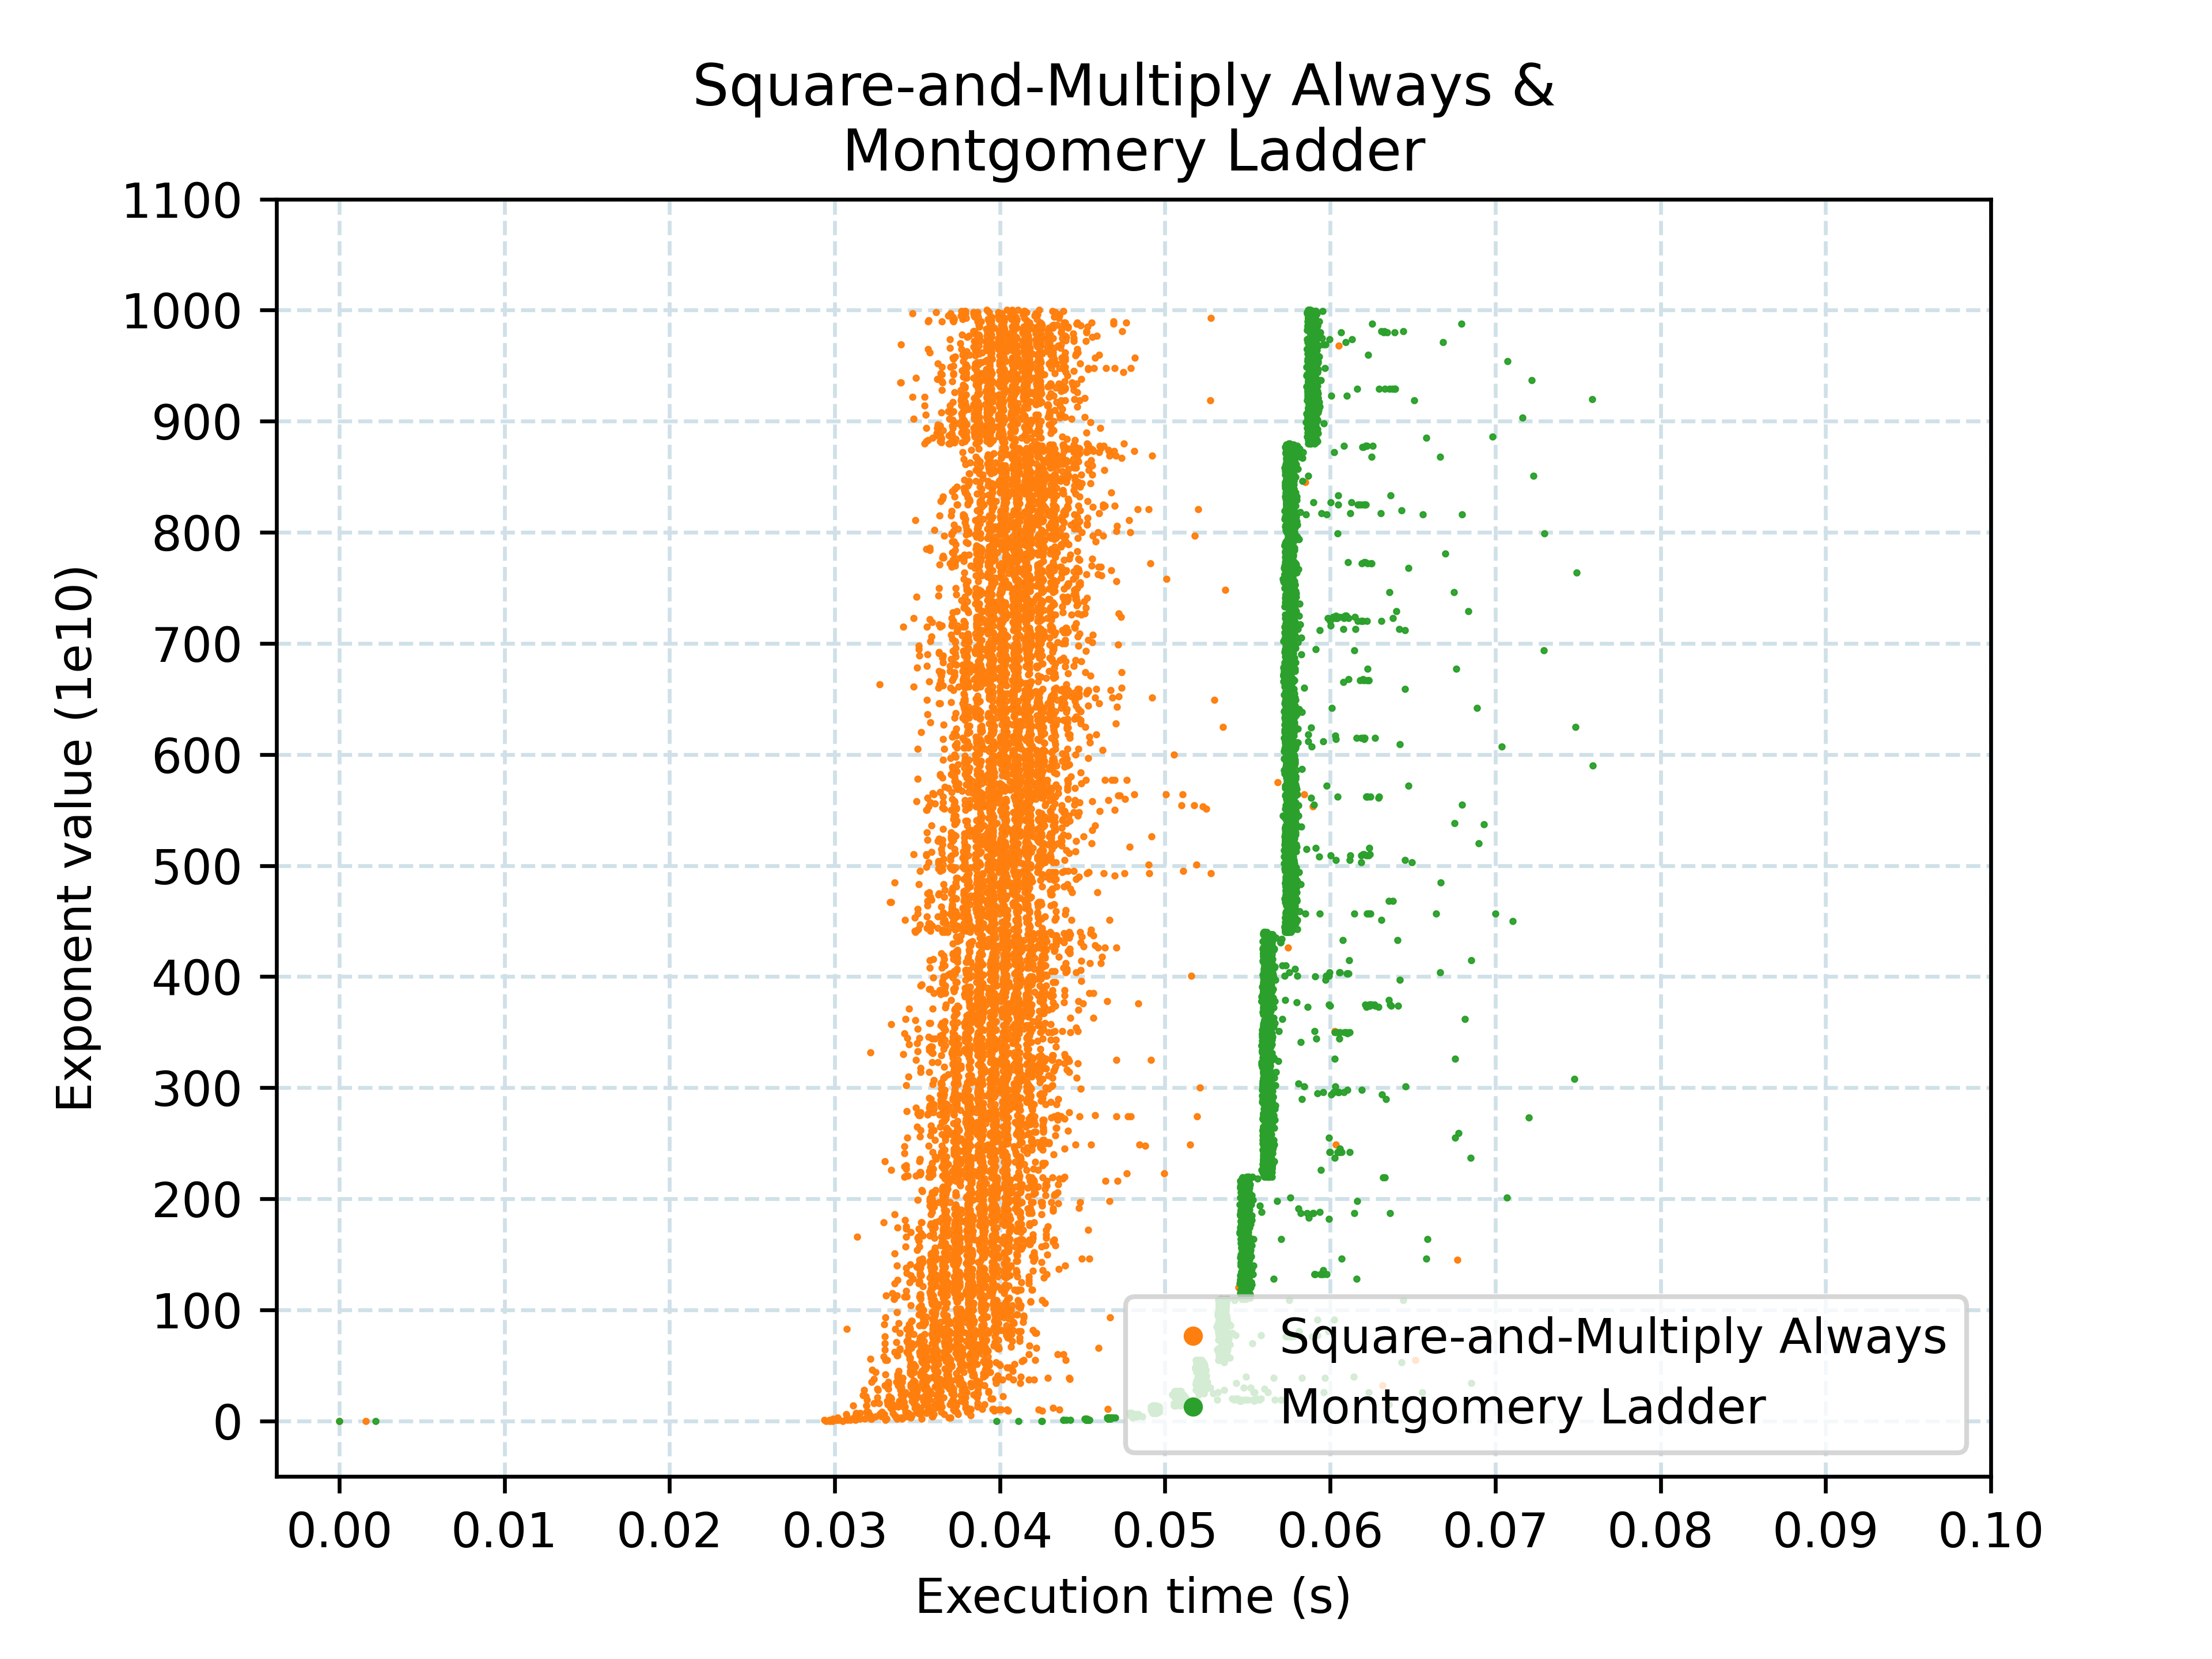 Square-and-Multiply Always &
Montgomery Ladder
Exponent value (1e10)
1100
1000
900
800
700
600
500
400
300
200
100
0
Square-and-Multiply Always
Montgomery Ladder
0.00 0.01 0.02 0.03 0.04 0.05 0.06 0.07 0.08 0.09 0.10
Execution time (s)